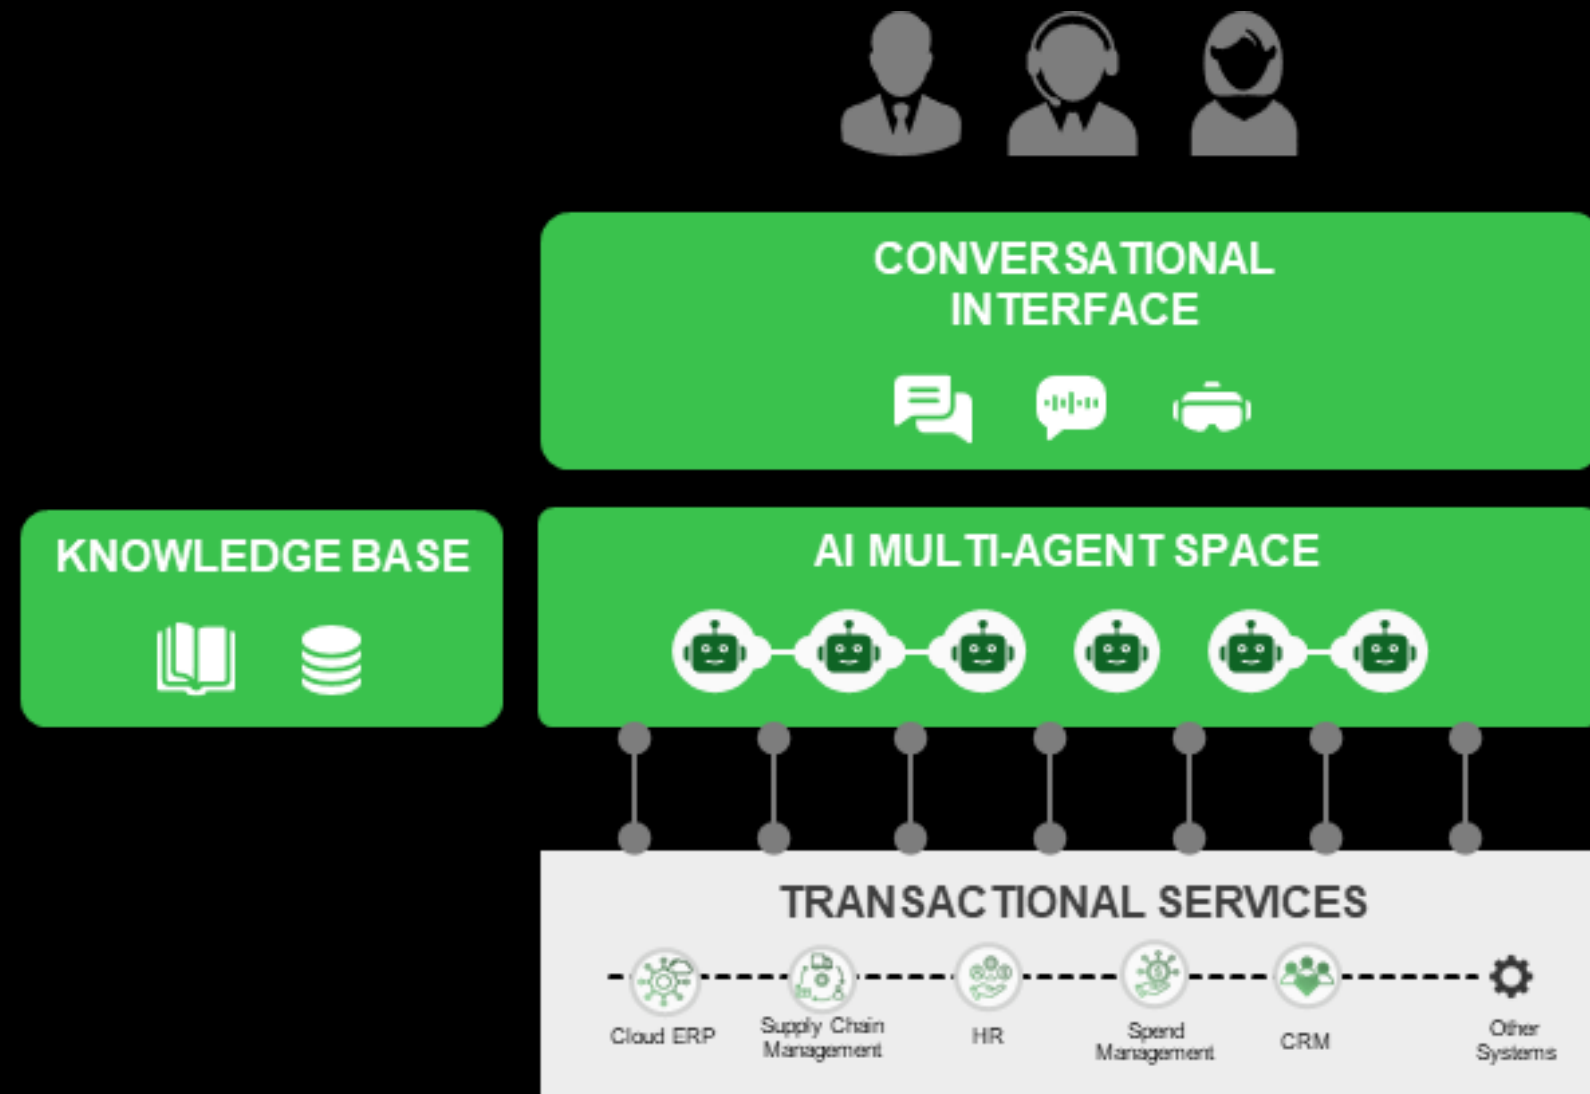 CONVERSATIONAL
INTERFACE
KNOWLEDGE BASE
AI MULTI-AGENT SPACE
TRANSACTIONAL SERVICES
Cloud ERP
Supply Chain
Management
HR
Spend
Management
CRM
Other
Systems